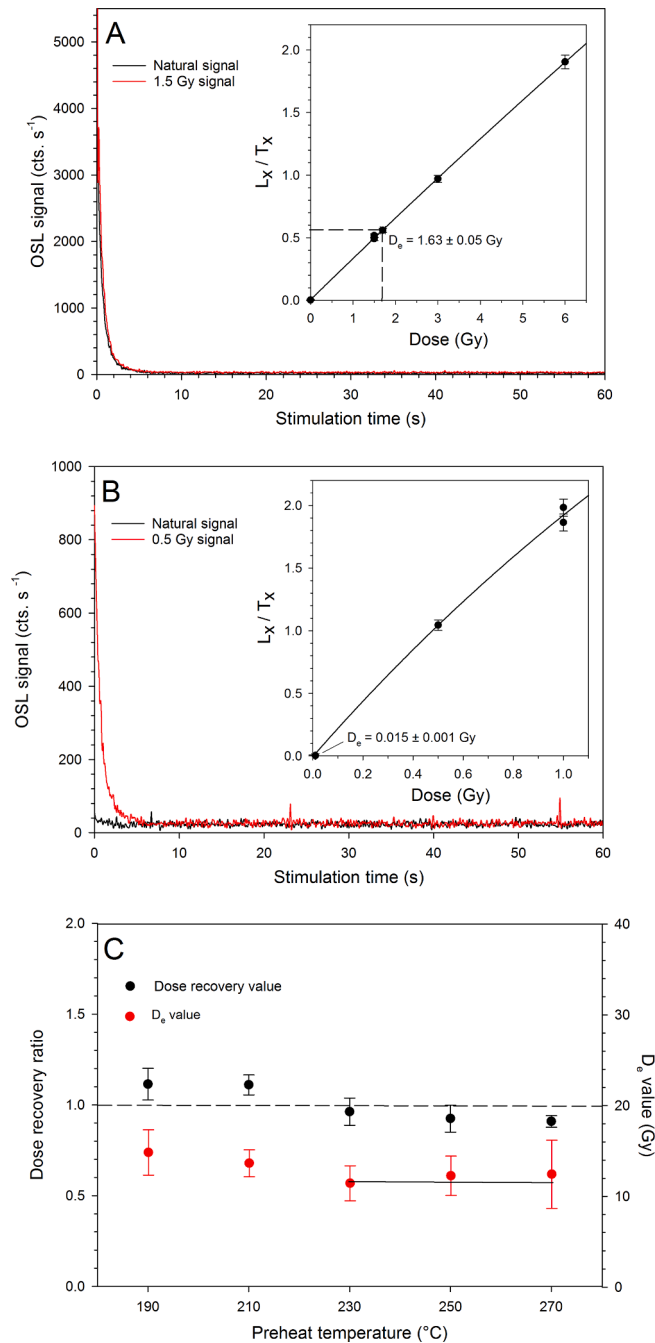 A
Natural signal
1.5 Gy signal
OSL signal (cts. s⁻¹)
5000
4000
3000
2000
1000
0
0 10 20 30 40 50 60
Stimulation time (s)
Lₓ / Tₓ
2.0
1.5
1.0
0.5
0.0
Dₑ = 1.63 ± 0.05 Gy
0 1 2 3 4 5 6
Dose (Gy)
B
Natural signal
0.5 Gy signal
OSL signal (cts. s⁻¹)
1000
800
600
400
200
0
0 10 20 30 40 50 60
Stimulation time (s)
Lₓ / Tₓ
2.0
1.5
1.0
0.5
0.0
Dₑ = 0.015 ± 0.001 Gy
0.0 0.2 0.4 0.6 0.8 1.0
Dose (Gy)
C
Dose recovery value
Dₑ value
Dose recovery ratio
2.0
1.5
1.0
0.5
0.0
190 210 230 250 270
Preheat temperature (°C)
40
30
20
10
0
Dₑ value (Gy)